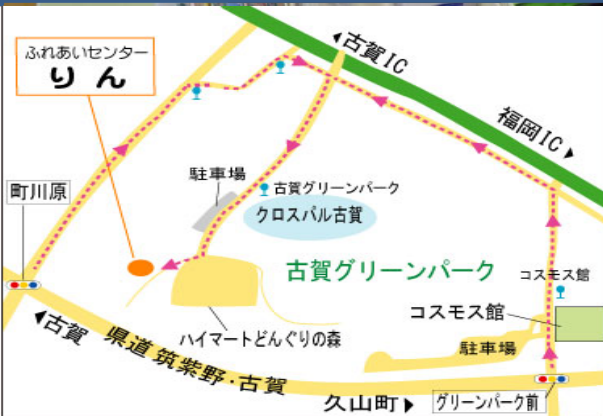 ふれあいセンター
りん
古賀IC
福岡IC
駐車場
古賀グリーンパーク
クロスパル古賀
町川原
古賀グリーンパーク
コスモス館
コスモス館
駐車場
ハイマートどんぐりの森
古賀
県道 筑紫野・古賀
久山町
グリーンパーク前